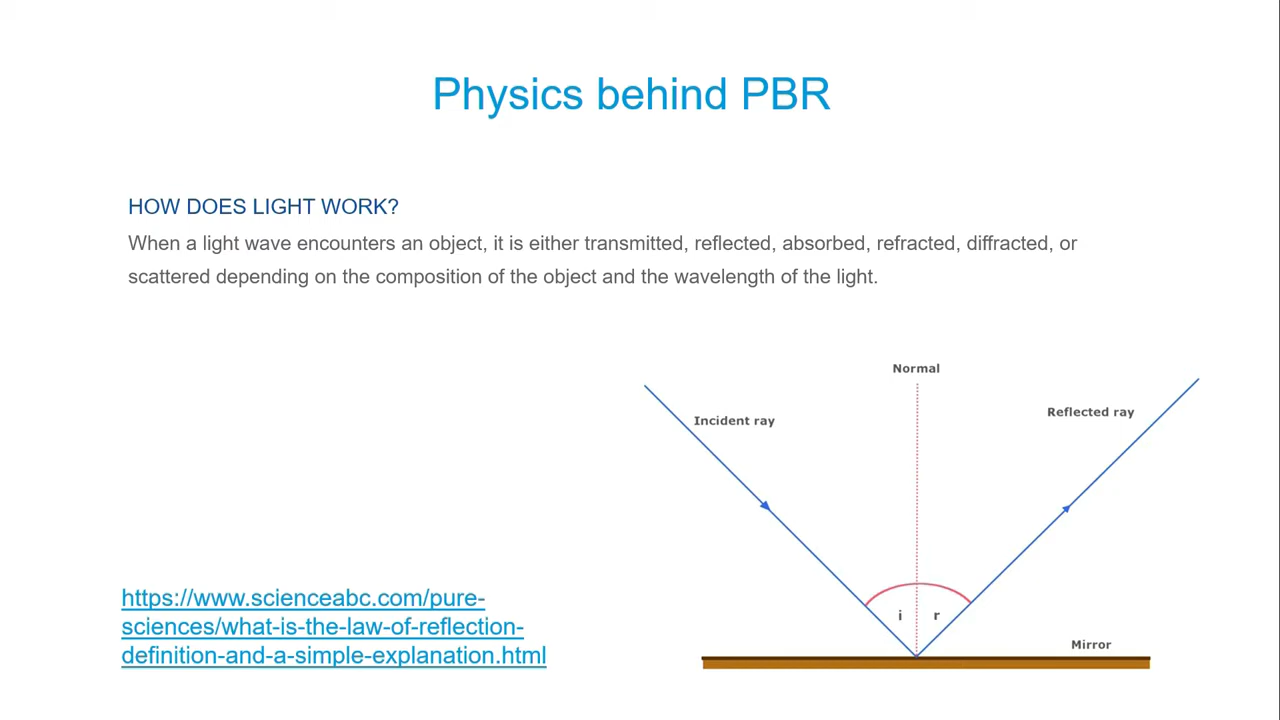 Physics behind PBR
HOW DOES LIGHT WORK?
When a light wave encounters an object, it is either transmitted, reflected, absorbed, refracted, diffracted, or
scattered depending on the composition of the object and the wavelength of the light.
Normal
Incident ray
Reflected ray
i
r
Mirror
https://www.scienceabc.com/pure-
sciences/what-is-the-law-of-reflection-
definition-and-a-simple-explanation.html